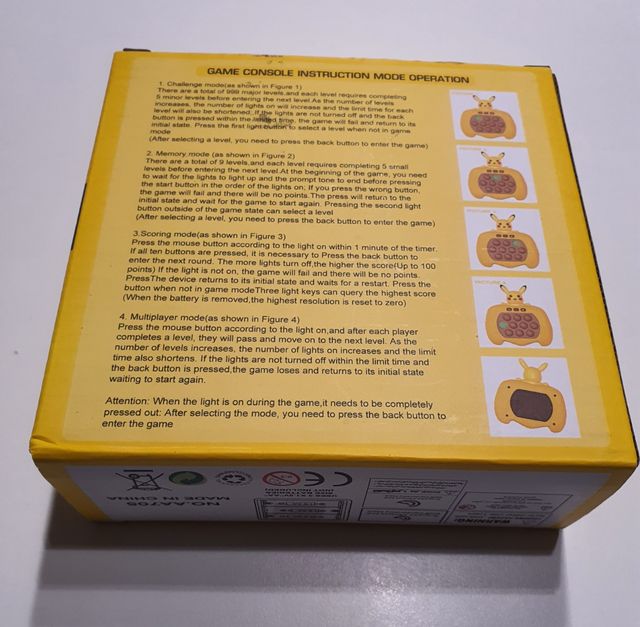 GAME CONSOLE INSTRUCTION MODE OPERATION
1. Challenge mode(as shown in Figure 1)
There are a total of 999 major levels,and each level requires completing
5 minor levels before entering the next level.As the number of levels
increases, the number of lights on will increase and the limit time for each
level will also be shortened. If the lights are not turned off and the back
button is pressed within the limited time, the game will fail and return to its
initial state. Press the first light button to select a level when not in game
mode
(After selecting a level, you need to press the back button to enter game)
2. Memory mode (as shown in Figure 2)
There are a total of 9 levels,and each level requires completing 5 small
levels before entering the next level.At the beginning of the game, you need
to wait for the lights to light up and the prompt tone to end before pressing
the start button in the order of the lights on; If you press the wrong button,
the game will fail and there will be no points.The press will return to the
initial state and wait for the game to start again. Pressing the second light
button outside of the game state can select a level
(After selecting a level, you need to press the back button to enter the game)
3.Scoring mode(as shown in Figure 3)
Press the mouse button according to the light on within 1 minute of the timer.
If all ten buttons are pressed, it is necessary to Press the back button to
enter the next round. The more lights turn off,the higher the score(Up to 100
points) If the light is not on, the game will fail and there will be no points.
PressThe device returns to its initial state and waits for a restart. Press the
button when not in game modeThree light keys can query the highest score
(When the battery is removed,the highest resolution is reset to zero)
4. Multiplayer mode(as shown in Figure 4)
Press the mouse button according to the light on,and after each player
completes a level, they will pass and move on to the next level. As the
number of levels increases, the number of lights on increases and the limit
time also shortens. If the lights are not turned off within the limit time and
the back button is pressed,the game loses and returns to its initial state
waiting to start again.
Attention: When the light is on during the game,it needs to be completely
pressed out: After selecting the mode, you need to press the back button to
enter the game
WARNING:
CE
NO.AA705
MADE IN CHINA